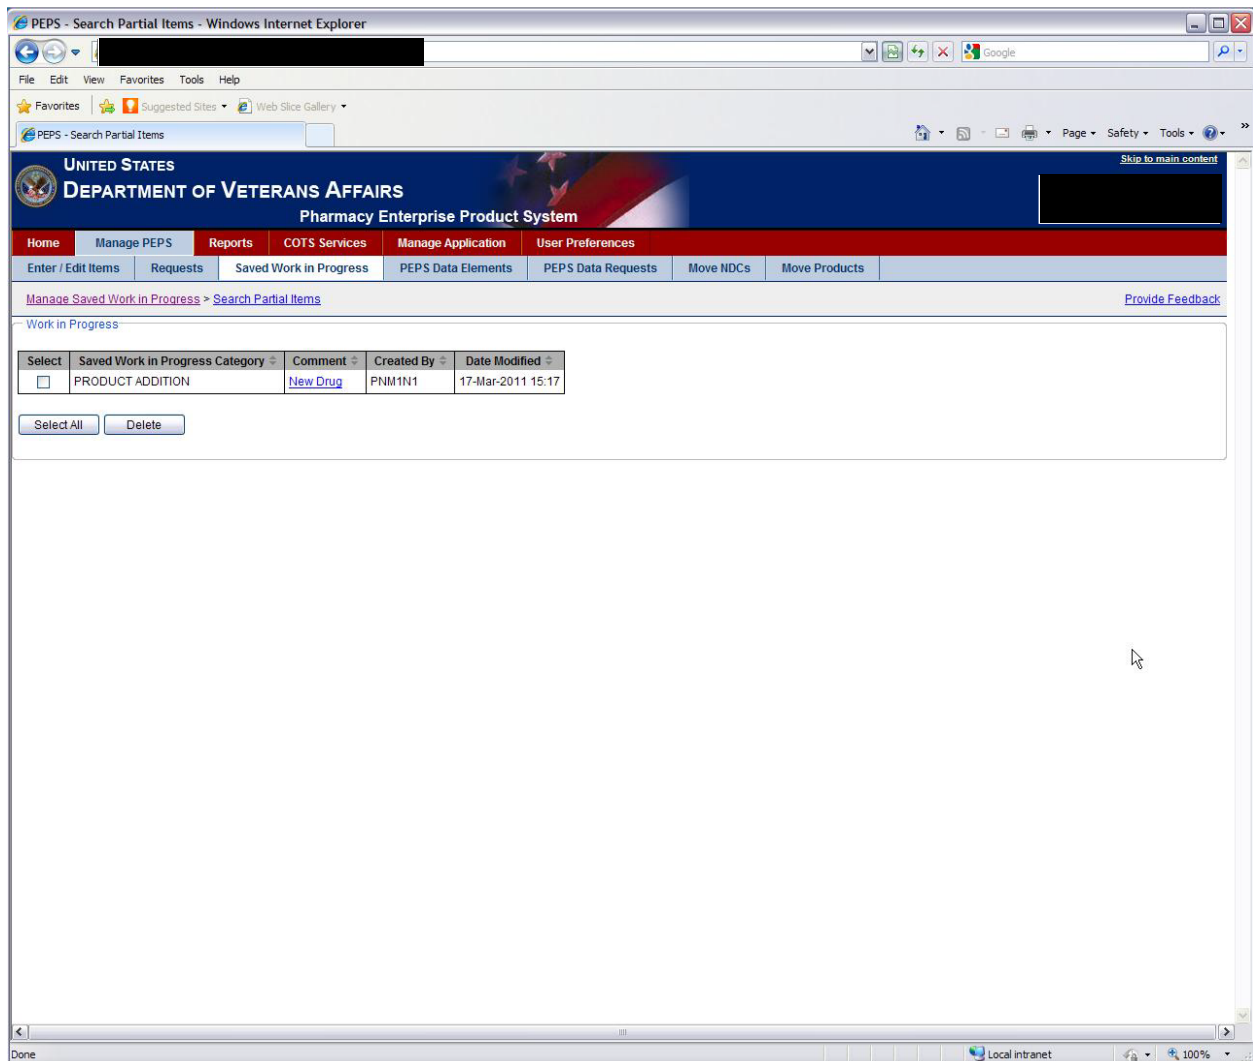 PEPS - Search Partial Items - Windows Internet Explorer
Google
File Edit View Favorites Tools Help
Favorites Suggested Sites Web Slice Gallery
PEPS - Search Partial Items Page Safety Tools »
UNITED STATES Skip to main content
DEPARTMENT OF VETERANS AFFAIRS
Pharmacy Enterprise Product System
Home Manage PEPS Reports COTS Services Manage Application User Preferences
Enter / Edit Items Requests Saved Work in Progress PEPS Data Elements PEPS Data Requests Move NDCs Move Products
Manage Saved Work in Progress > Search Partial Items Provide Feedback
Work in Progress
Select Saved Work in Progress Category Comment Created By Date Modified
PRODUCT ADDITION New Drug PNM1N1 17-Mar-2011 15:17
Select All Delete
Done Local intranet 100%